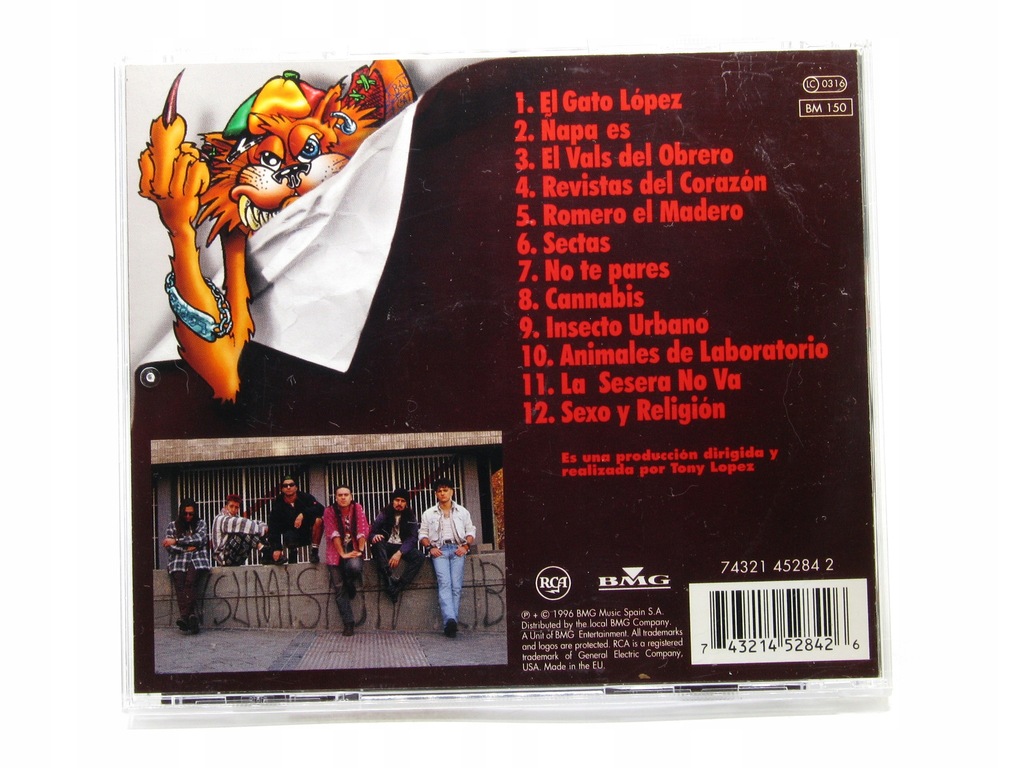 1. El Gato López
2. Ñapa es
3. El Vals del Obrero
4. Revistas del Corazón
5. Romero el Madero
6. Sectas
7. No te pares
8. Cannabis
9. Insecto Urbano
10. Animales de Laboratorio
11. La Sesera No Va
12. Sexo y Religión
Es una producción dirigida y
realizada por Tony Lopez
LC 0316
BM 150
SUMISION
RCA
BMG
74321 45284 2
℗ + © 1996 BMG Music Spain S.A.
Distributed by the local BMG Company.
A Unit of BMG Entertainment. All trademarks
and logos are protected. RCA is a registered
trademark of General Electric Company,
USA. Made in the EU.
7 43214 52842 6